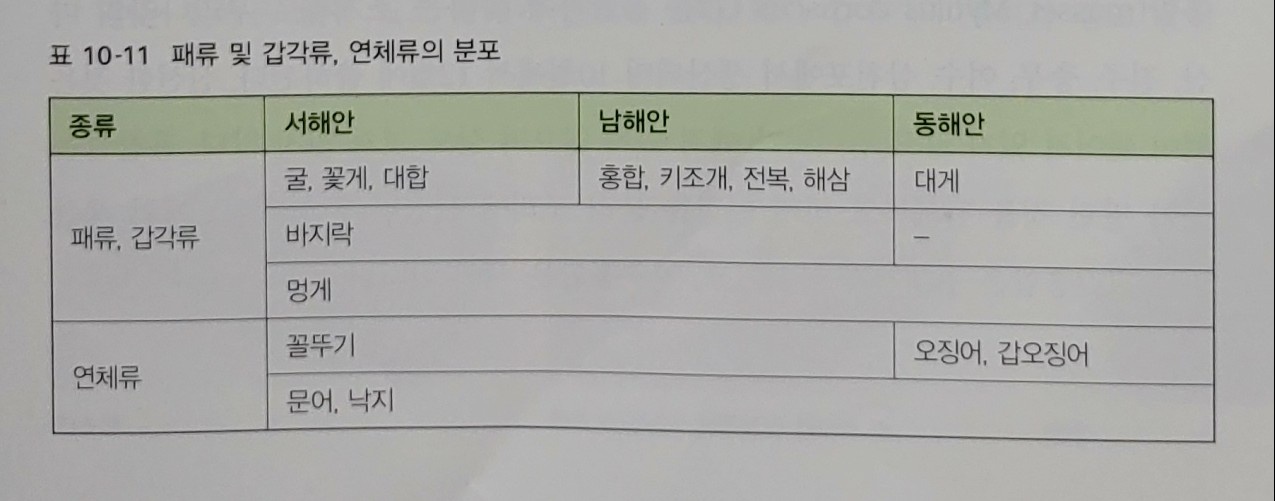 표 10-11 패류 및 갑각류, 연체류의 분포
종류 서해안 남해안 동해안
굴, 꽃게, 대합 홍합, 키조개, 전복, 해삼 대게
패류, 갑각류 바지락 –
멍게
꼴뚜기 오징어, 갑오징어
연체류
문어, 낙지